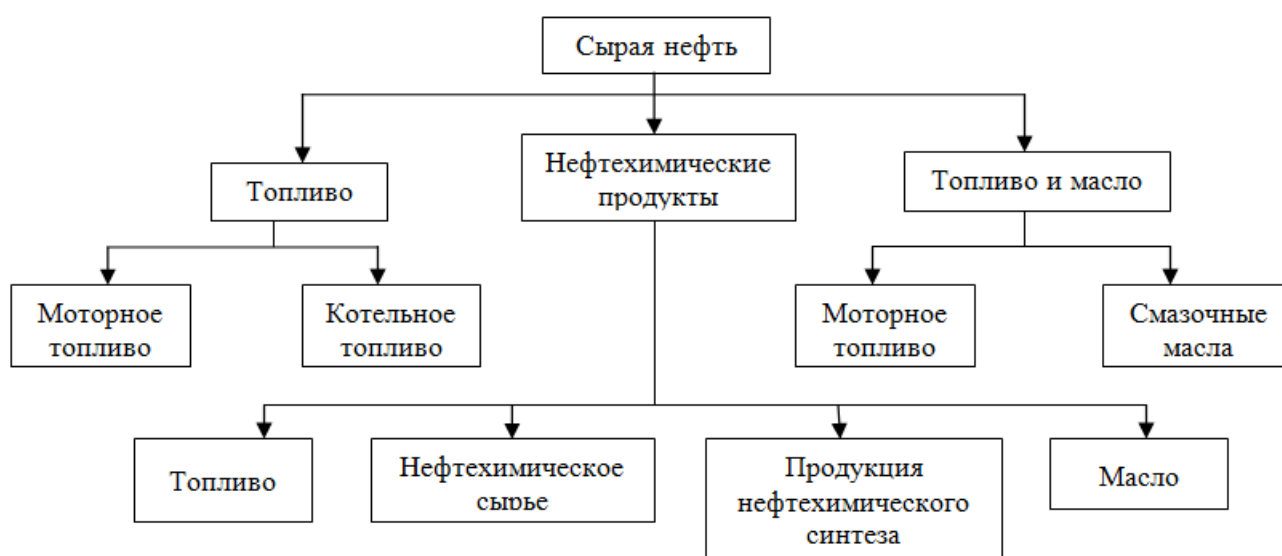 Сырая нефть
Топливо
Нефтехимические
продукты
Топливо и масло
Моторное
топливо
Котельное
топливо
Моторное
топливо
Смазочные
масла
Топливо
Нефтехимическое
сырье
Продукция
нефтехимического
синтеза
Масло